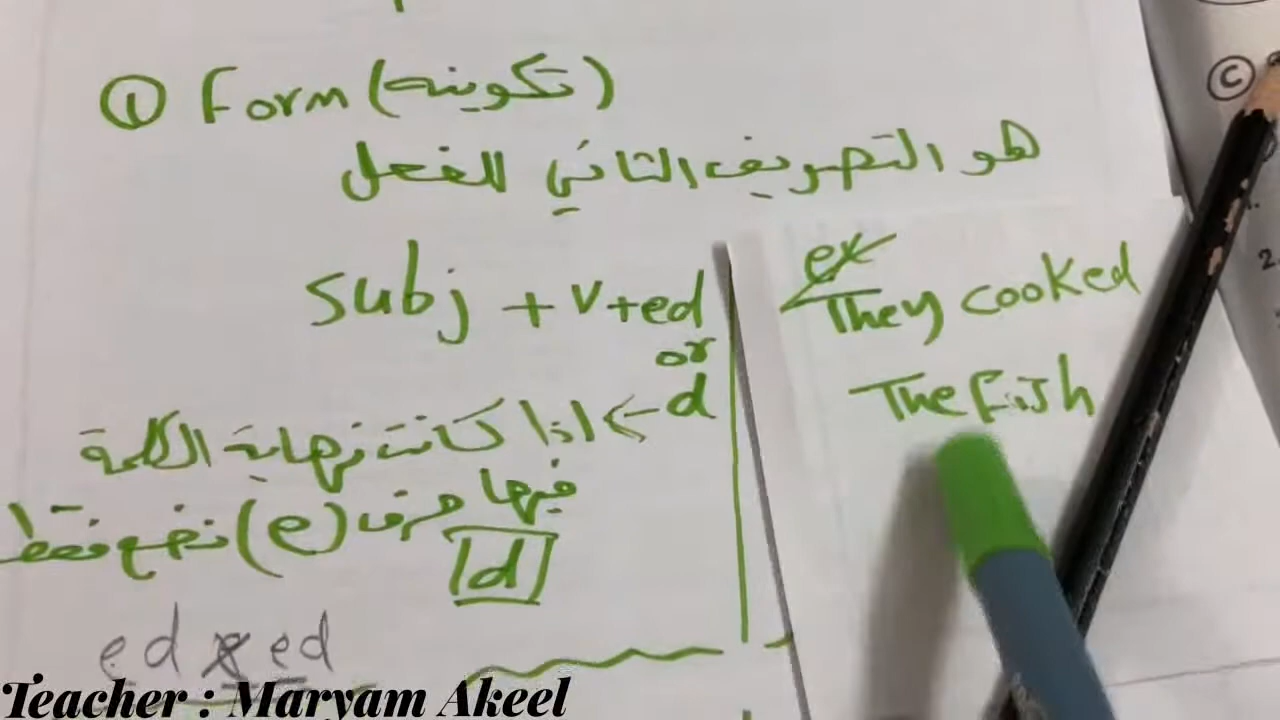 ① Form (تكوينه)
هو التصريف الثاني للفعل
subj + v+ed
or
d ← اذا كانت نهاية الكلمة
فيها حرف (e) نضع فقط
d
ed x ed
ex
They cooked
The Fish
C
2.
Teacher : Maryam Akeel